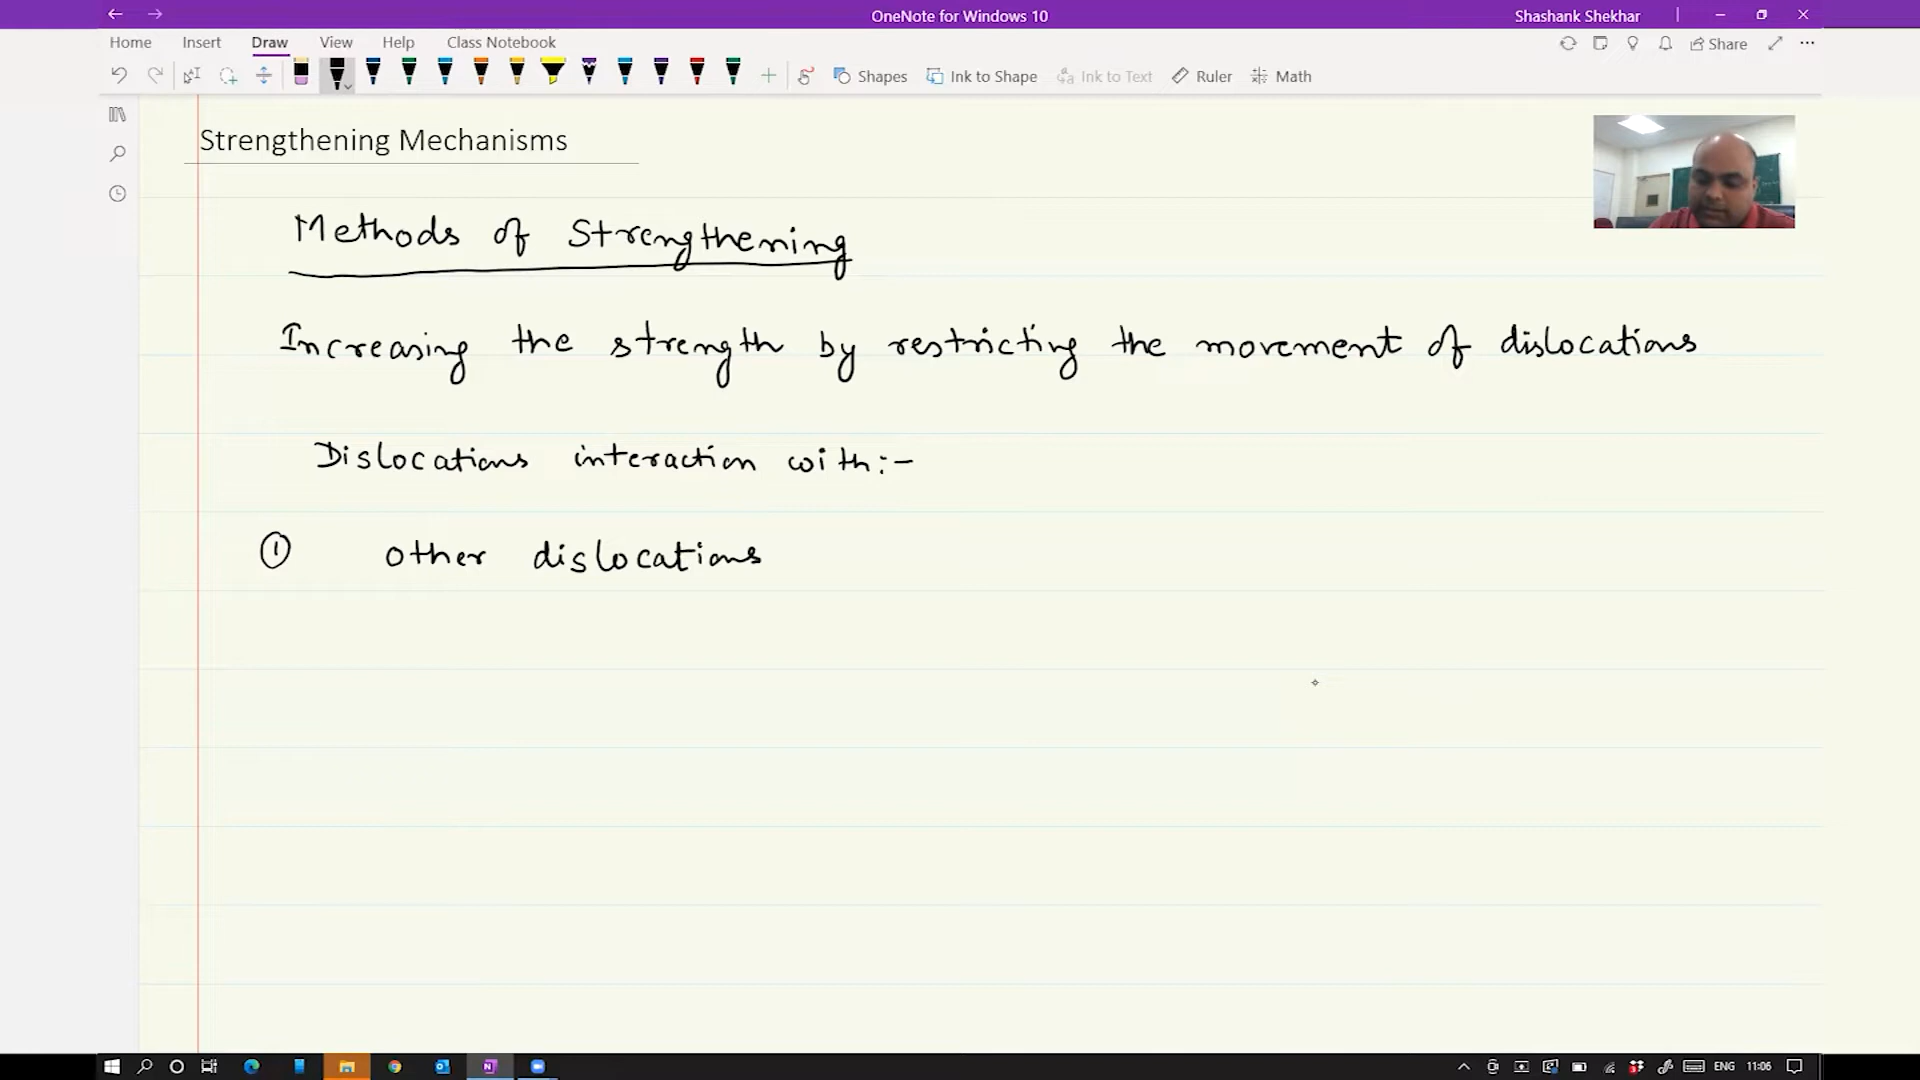 OneNote for Windows 10
Shashank Shekhar
Home Insert Draw View Help Class Notebook
Share
Shapes Ink to Shape Ink to Text Ruler Math
Strengthening Mechanisms
Methods of Strengthening
Increasing the strength by restricting the movement of dislocations
Dislocations interaction with:-
① other dislocations
ENG 11:06